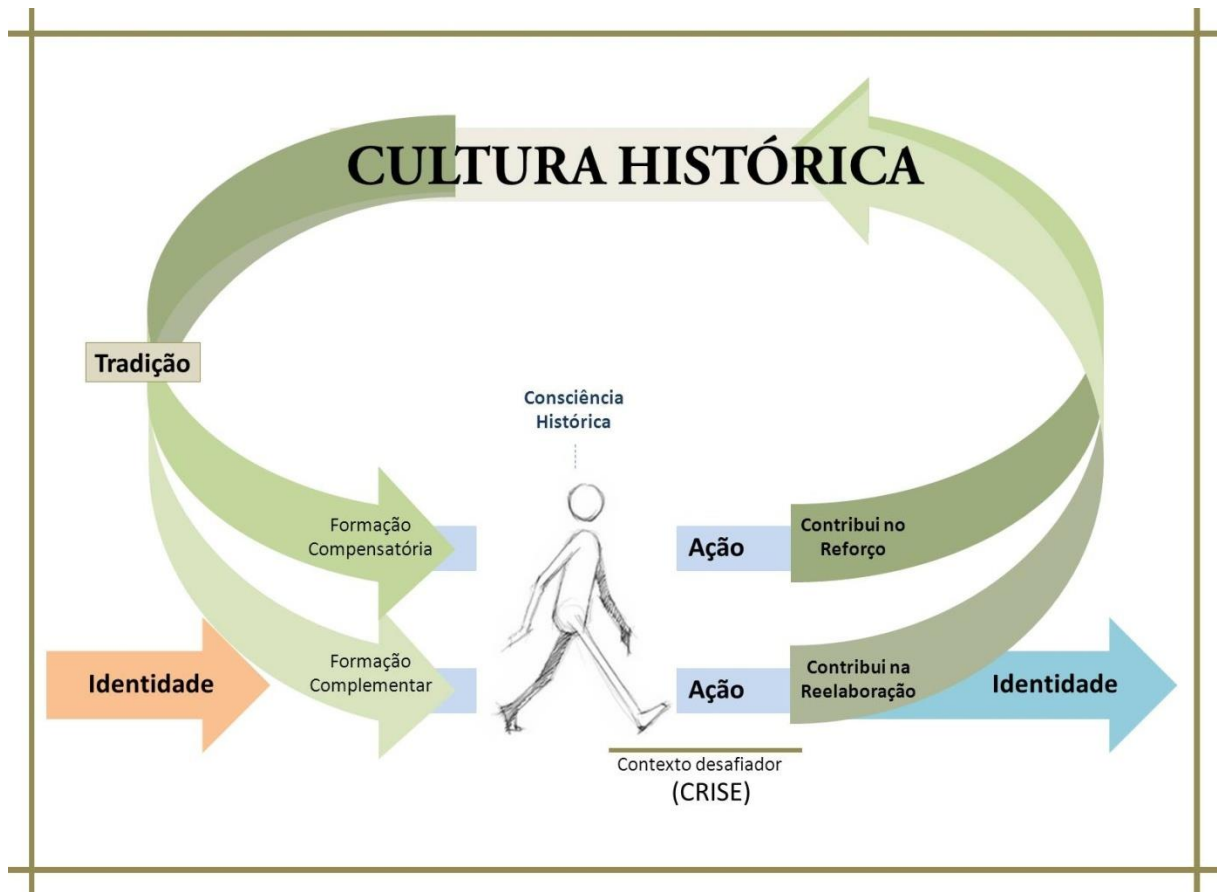 CULTURA HISTÓRICA
Tradição
Consciência
Histórica
Formação
Compensatória
Ação
Contribui no
Reforço
Identidade
Formação
Complementar
Ação
Contribui na
Reelaboração
Identidade
Contexto desafiador
(CRISE)